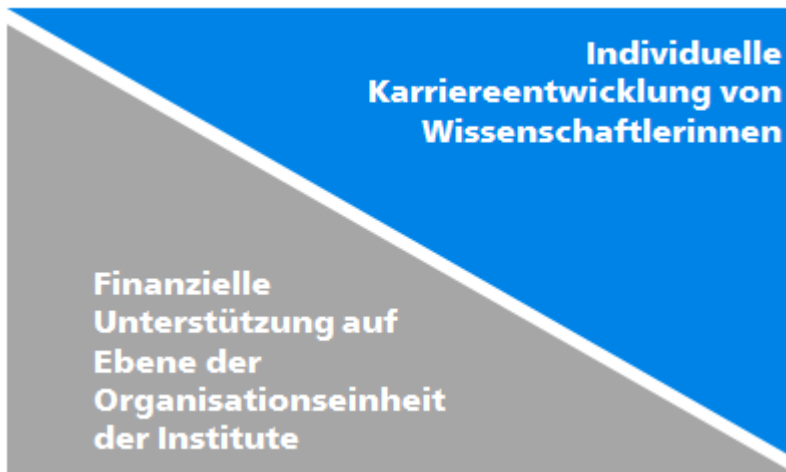 Individuelle
Karriereentwicklung von
Wissenschaftlerinnen
Finanzielle
Unterstützung auf
Ebene der
Organisationseinheit
der Institute